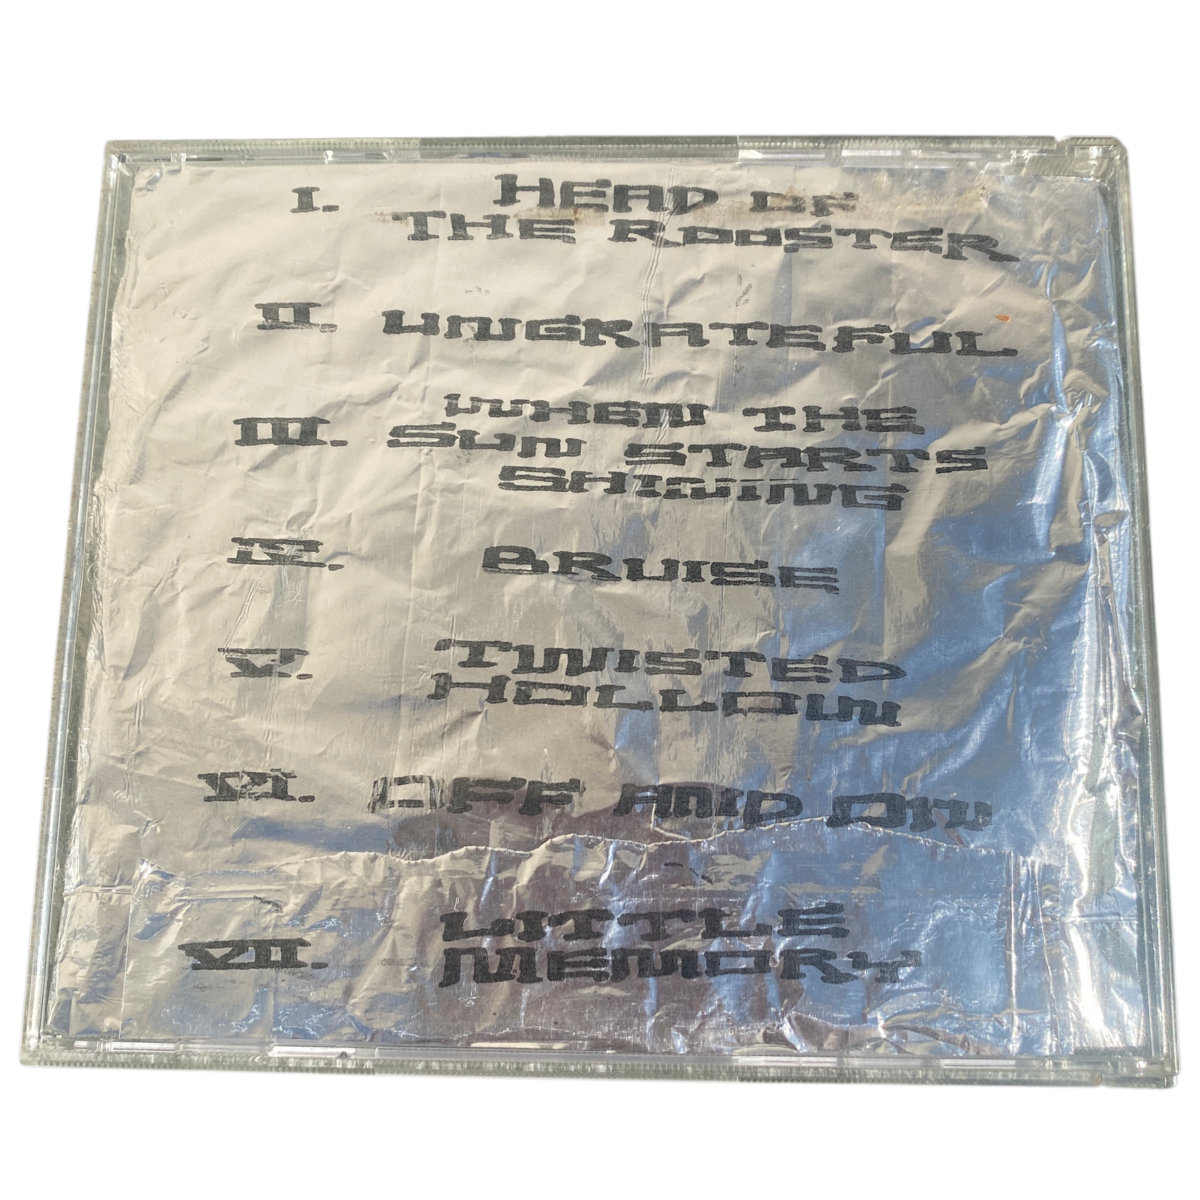 I. HEAD OF
THE ROOSTER
II. UNGRATEFUL
WHEN THE
III. SUN STARTS
SHINING
IV. BRUISE
V. TWISTED
HOLLOW
VI. OFF AND ON
LITTLE
VII. MEMORY